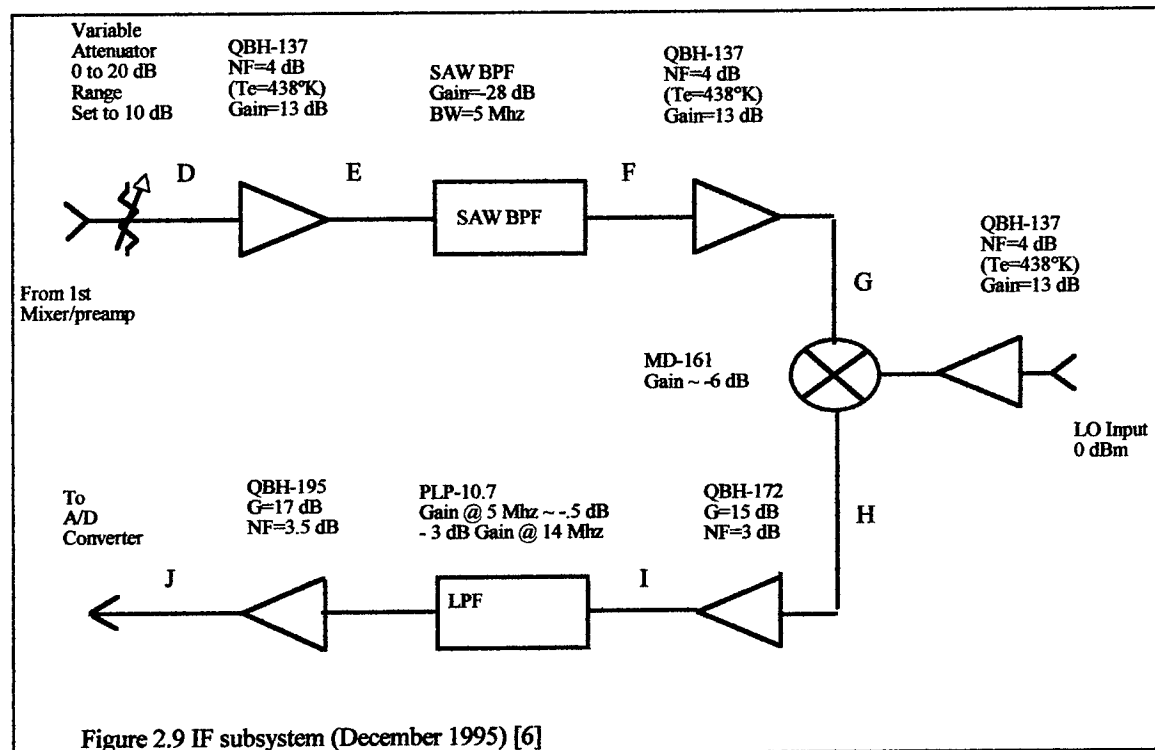 Variable
Attenuator
0 to 20 dB
Range
Set to 10 dB
QBH-137
NF=4 dB
(Te=438°K)
Gain=13 dB
SAW BPF
Gain=-28 dB
BW=5 Mhz
QBH-137
NF=4 dB
(Te=438°K)
Gain=13 dB
D
E
F
SAW BPF
From 1st
Mixer/preamp
G
QBH-137
NF=4 dB
(Te=438°K)
Gain=13 dB
MD-161
Gain ~ -6 dB
LO Input
0 dBm
H
To
A/D
Converter
QBH-195
G=17 dB
NF=3.5 dB
PLP-10.7
Gain @ 5 Mhz ~ -.5 dB
- 3 dB Gain @ 14 Mhz
QBH-172
G=15 dB
NF=3 dB
J
I
LPF
Figure 2.9 IF subsystem (December 1995) [6]